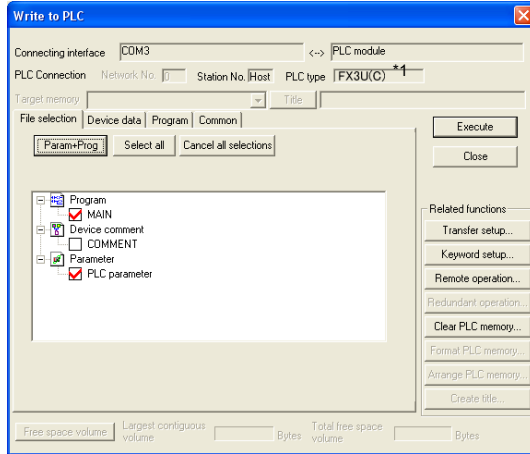 Write to PLC
Connecting interface COM3 <--> PLC module
PLC Connection Network No. 0 Station No. Host PLC type FX3U(C) *1
Target memory Title
File selection Device data Program Common
Execute
Param+Prog Select all Cancel all selections
Close
Program
MAIN
Device comment
COMMENT
Parameter
PLC parameter
Related functions
Transfer setup...
Keyword setup...
Remote operation...
Redundant operation...
Clear PLC memory...
Format PLC memory...
Arrange PLC memory...
Create title...
Free space volume Largest contiguous volume Bytes Total free space volume Bytes